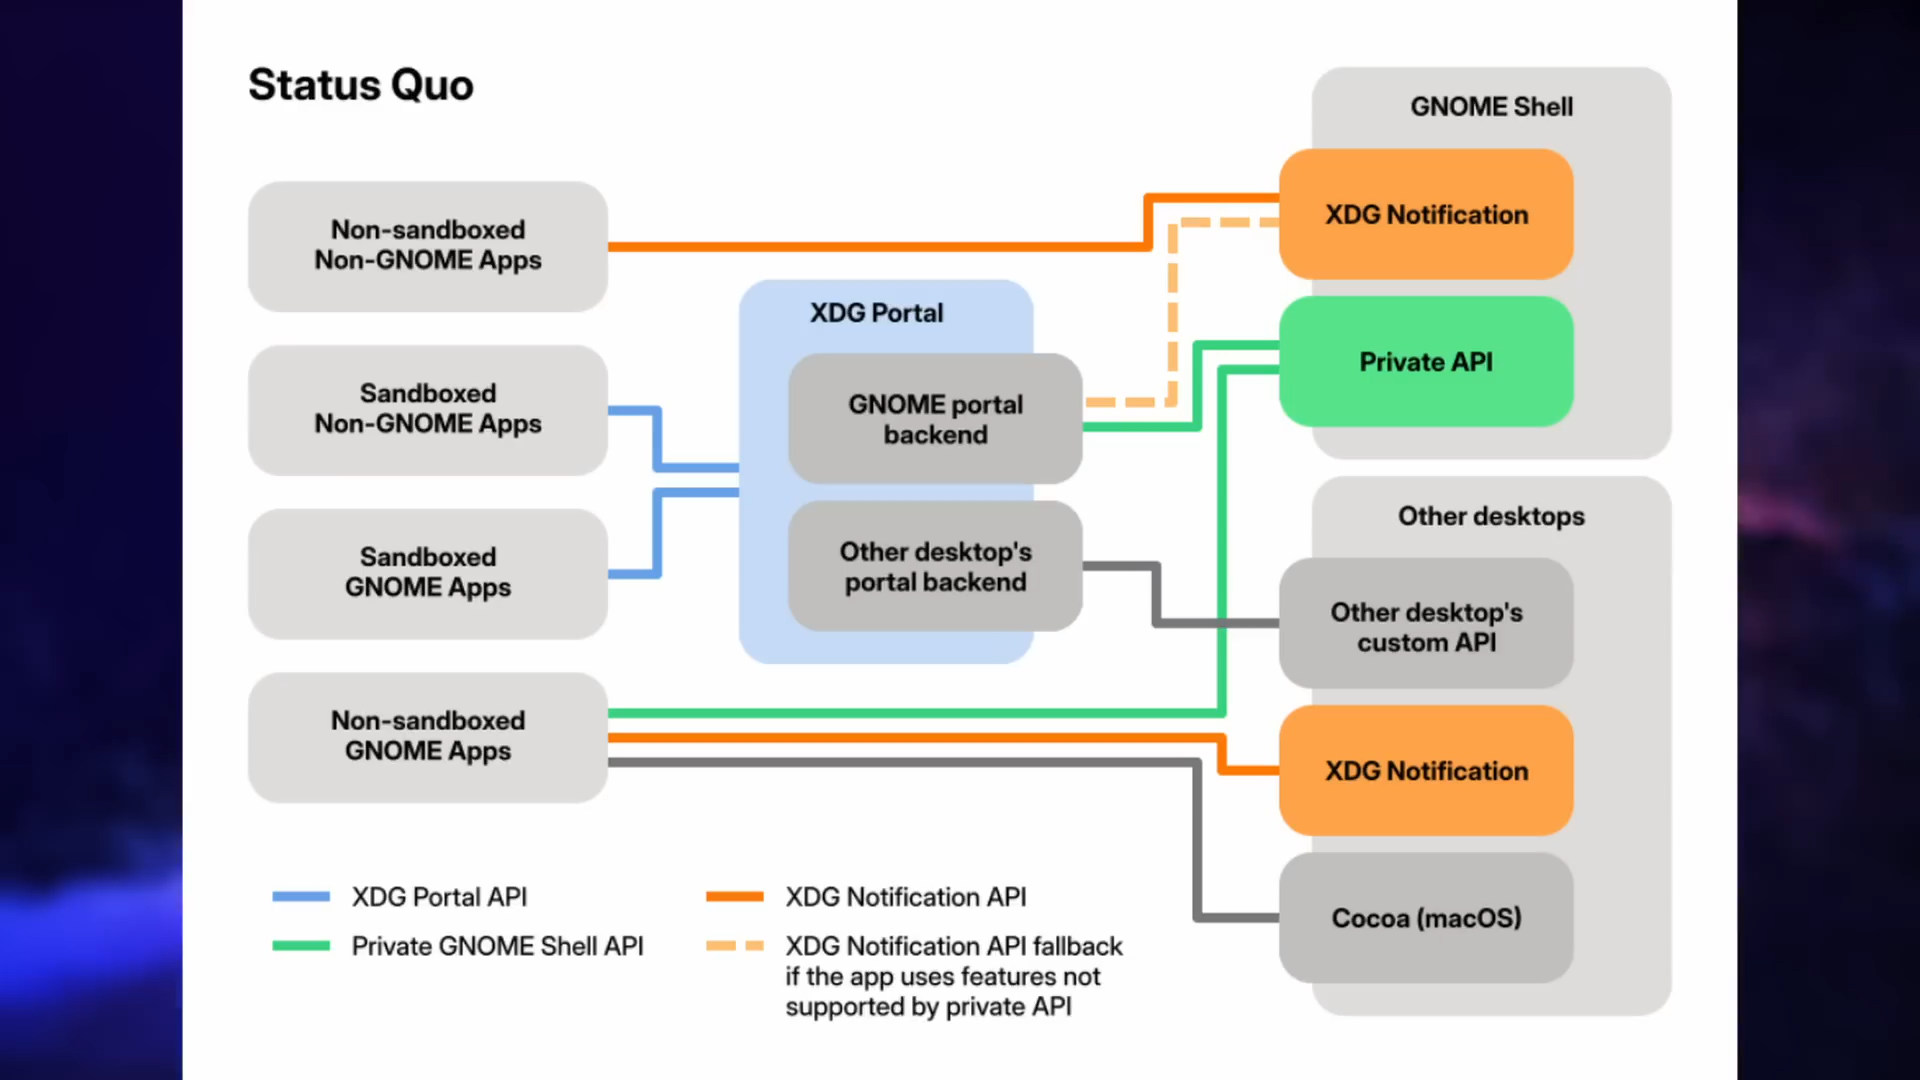 Status Quo
GNOME Shell
XDG Notification
Private API
Non-sandboxed
Non-GNOME Apps
Sandboxed
Non-GNOME Apps
Sandboxed
GNOME Apps
Non-sandboxed
GNOME Apps
XDG Portal
GNOME portal
backend
Other desktop's
portal backend
Other desktops
Other desktop's
custom API
XDG Notification
Cocoa (macOS)
XDG Portal API
Private GNOME Shell API
XDG Notification API
XDG Notification API fallback
if the app uses features not
supported by private API